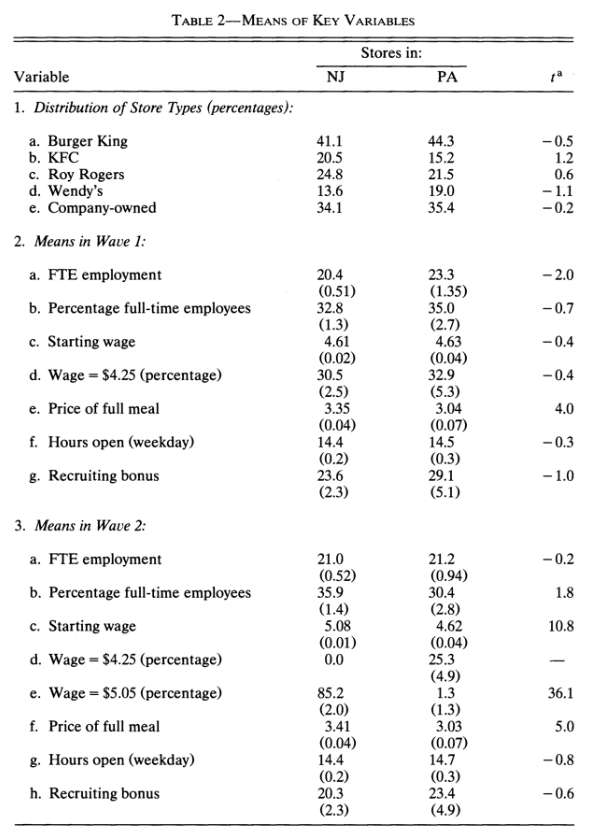 TABLE 2—MEANS OF KEY VARIABLES
Stores in:
Variable NJ PA tᵃ
1. Distribution of Store Types (percentages):
a. Burger King 41.1 44.3 −0.5
b. KFC 20.5 15.2 1.2
c. Roy Rogers 24.8 21.5 0.6
d. Wendy's 13.6 19.0 −1.1
e. Company-owned 34.1 35.4 −0.2
2. Means in Wave 1:
a. FTE employment 20.4 23.3 −2.0
(0.51) (1.35)
b. Percentage full-time employees 32.8 35.0 −0.7
(1.3) (2.7)
c. Starting wage 4.61 4.63 −0.4
(0.02) (0.04)
d. Wage = $4.25 (percentage) 30.5 32.9 −0.4
(2.5) (5.3)
e. Price of full meal 3.35 3.04 4.0
(0.04) (0.07)
f. Hours open (weekday) 14.4 14.5 −0.3
(0.2) (0.3)
g. Recruiting bonus 23.6 29.1 −1.0
(2.3) (5.1)
3. Means in Wave 2:
a. FTE employment 21.0 21.2 −0.2
(0.52) (0.94)
b. Percentage full-time employees 35.9 30.4 1.8
(1.4) (2.8)
c. Starting wage 5.08 4.62 10.8
(0.01) (0.04)
d. Wage = $4.25 (percentage) 0.0 25.3 —
(4.9)
e. Wage = $5.05 (percentage) 85.2 1.3 36.1
(2.0) (1.3)
f. Price of full meal 3.41 3.03 5.0
(0.04) (0.07)
g. Hours open (weekday) 14.4 14.7 −0.8
(0.2) (0.3)
h. Recruiting bonus 20.3 23.4 −0.6
(2.3) (4.9)